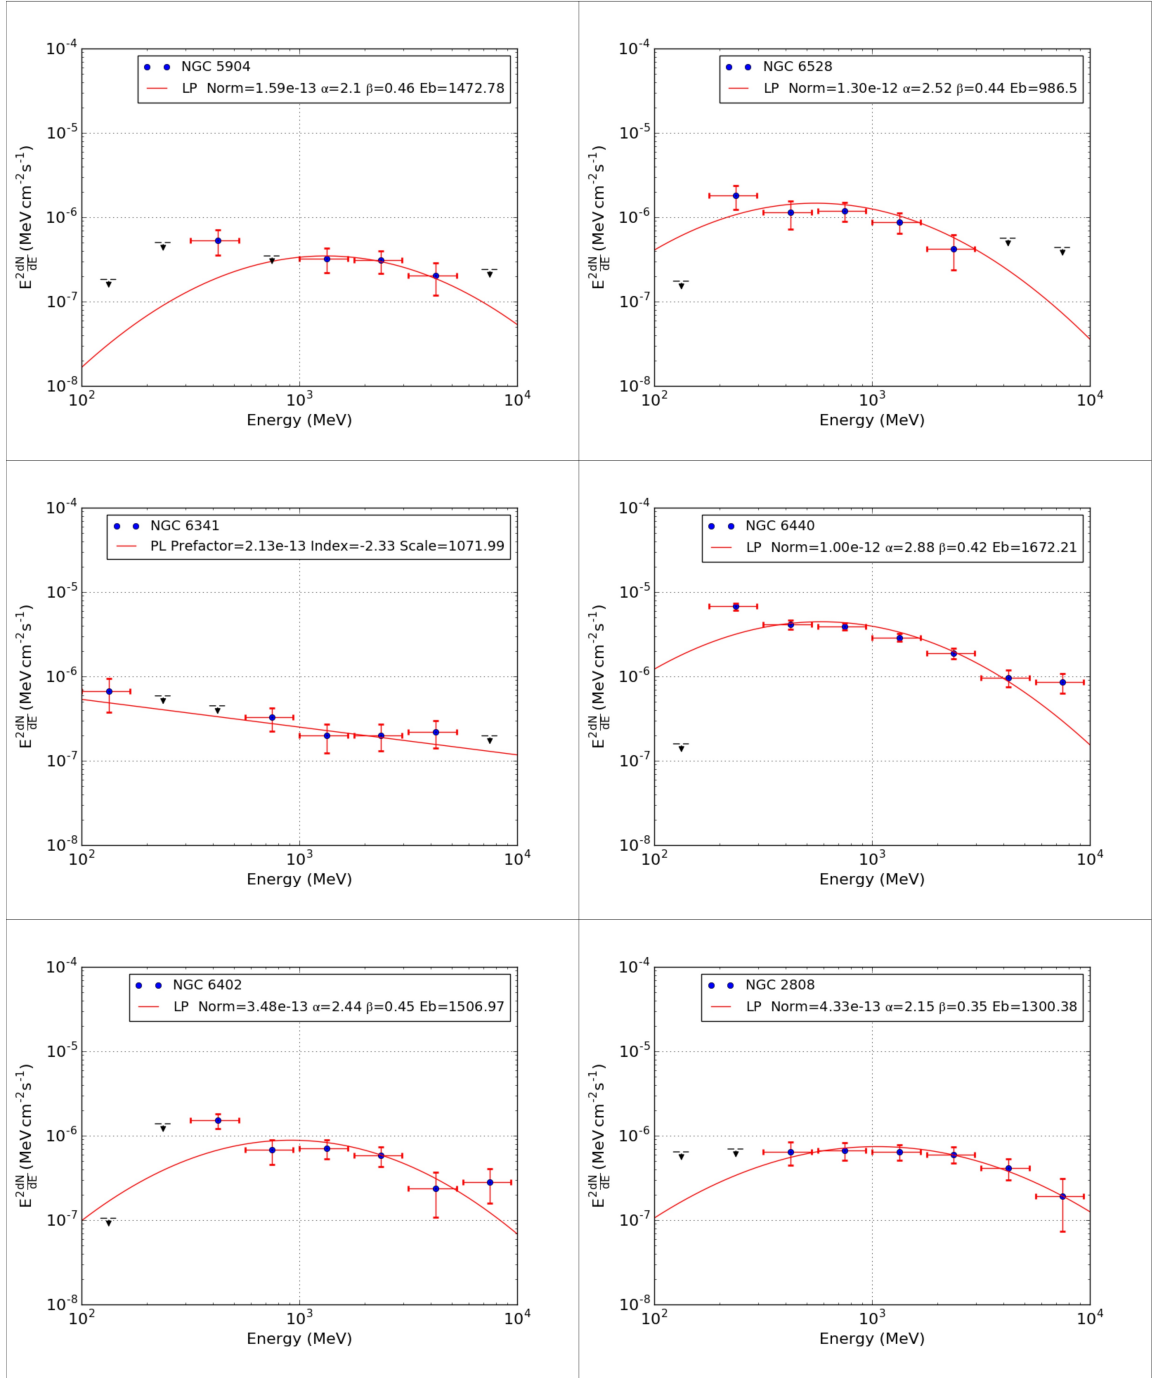 10^-4
NGC 5904
LP Norm=1.59e-13 α=2.1 β=0.46 Eb=1472.78
10^-5
10^-6
10^-7
10^-8
E^2 dN/dE (MeV cm^-2 s^-1)
10^2 10^3 10^4
Energy (MeV)
10^-4
NGC 6528
LP Norm=1.30e-12 α=2.52 β=0.44 Eb=986.5
10^-5
10^-6
10^-7
10^-8
E^2 dN/dE (MeV cm^-2 s^-1)
10^2 10^3 10^4
Energy (MeV)
10^-4
NGC 6341
PL Prefactor=2.13e-13 Index=-2.33 Scale=1071.99
10^-5
10^-6
10^-7
10^-8
E^2 dN/dE (MeV cm^-2 s^-1)
10^2 10^3 10^4
Energy (MeV)
10^-4
NGC 6440
LP Norm=1.00e-12 α=2.88 β=0.42 Eb=1672.21
10^-5
10^-6
10^-7
10^-8
E^2 dN/dE (MeV cm^-2 s^-1)
10^2 10^3 10^4
Energy (MeV)
10^-4
NGC 6402
LP Norm=3.48e-13 α=2.44 β=0.45 Eb=1506.97
10^-5
10^-6
10^-7
10^-8
E^2 dN/dE (MeV cm^-2 s^-1)
10^2 10^3 10^4
Energy (MeV)
10^-4
NGC 2808
LP Norm=4.33e-13 α=2.15 β=0.35 Eb=1300.38
10^-5
10^-6
10^-7
10^-8
E^2 dN/dE (MeV cm^-2 s^-1)
10^2 10^3 10^4
Energy (MeV)